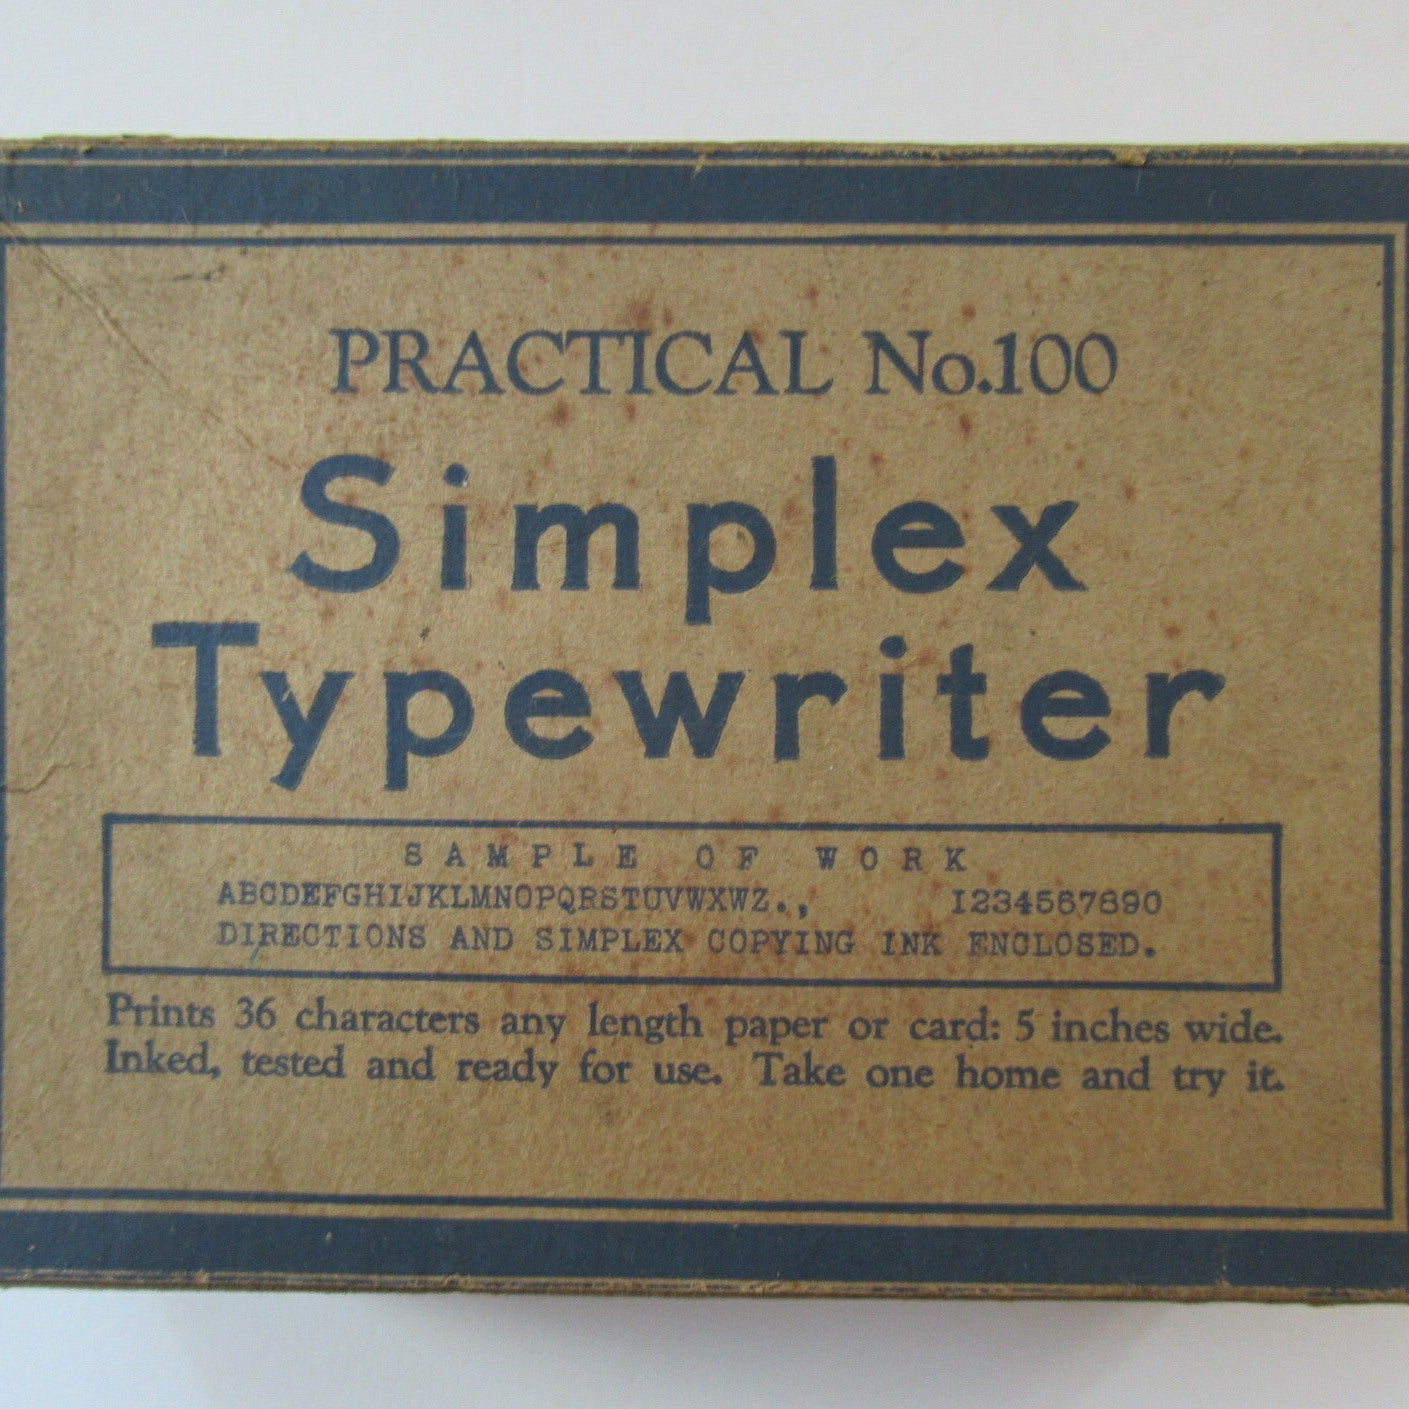 PRACTICAL No.100
Simplex
Typewriter
SAMPLE OF WORK
ABCDEFGHIJKLMNOPQRSTUVWXWZ., 1234567890
DIRECTIONS AND SIMPLEX COPYING INK ENCLOSED.
Prints 36 characters any length paper or card: 5 inches wide.
Inked, tested and ready for use. Take one home and try it.